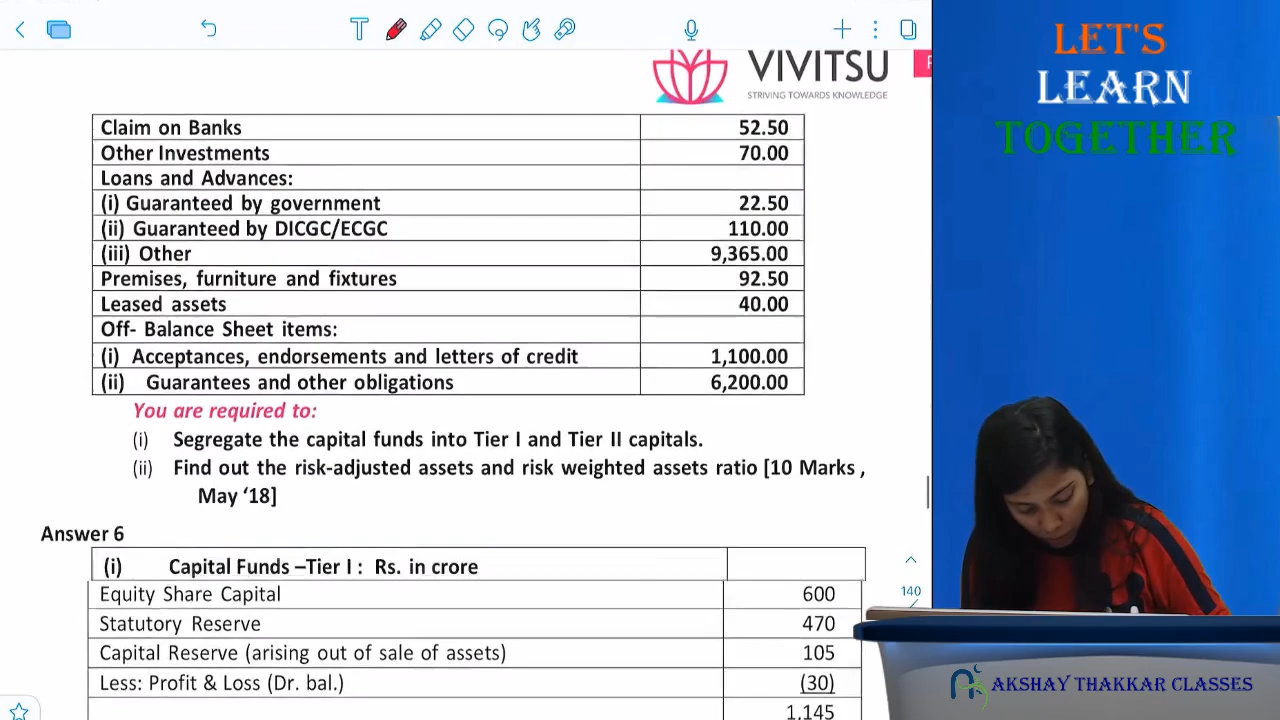 VIVITSU
STRIVING TOWARDS KNOWLEDGE
LET'S
LEARN
TOGETHER
Claim on Banks 52.50
Other Investments 70.00
Loans and Advances:
(i) Guaranteed by government 22.50
(ii) Guaranteed by DICGC/ECGC 110.00
(iii) Other 9,365.00
Premises, furniture and fixtures 92.50
Leased assets 40.00
Off- Balance Sheet items:
(i) Acceptances, endorsements and letters of credit 1,100.00
(ii) Guarantees and other obligations 6,200.00
You are required to:
(i) Segregate the capital funds into Tier I and Tier II capitals.
(ii) Find out the risk-adjusted assets and risk weighted assets ratio [10 Marks ,
May ‘18]
Answer 6
(i) Capital Funds –Tier I : Rs. in crore
Equity Share Capital 600
Statutory Reserve 470
Capital Reserve (arising out of sale of assets) 105
Less: Profit & Loss (Dr. bal.) (30)
1,145
140
AKSHAY THAKKAR CLASSES